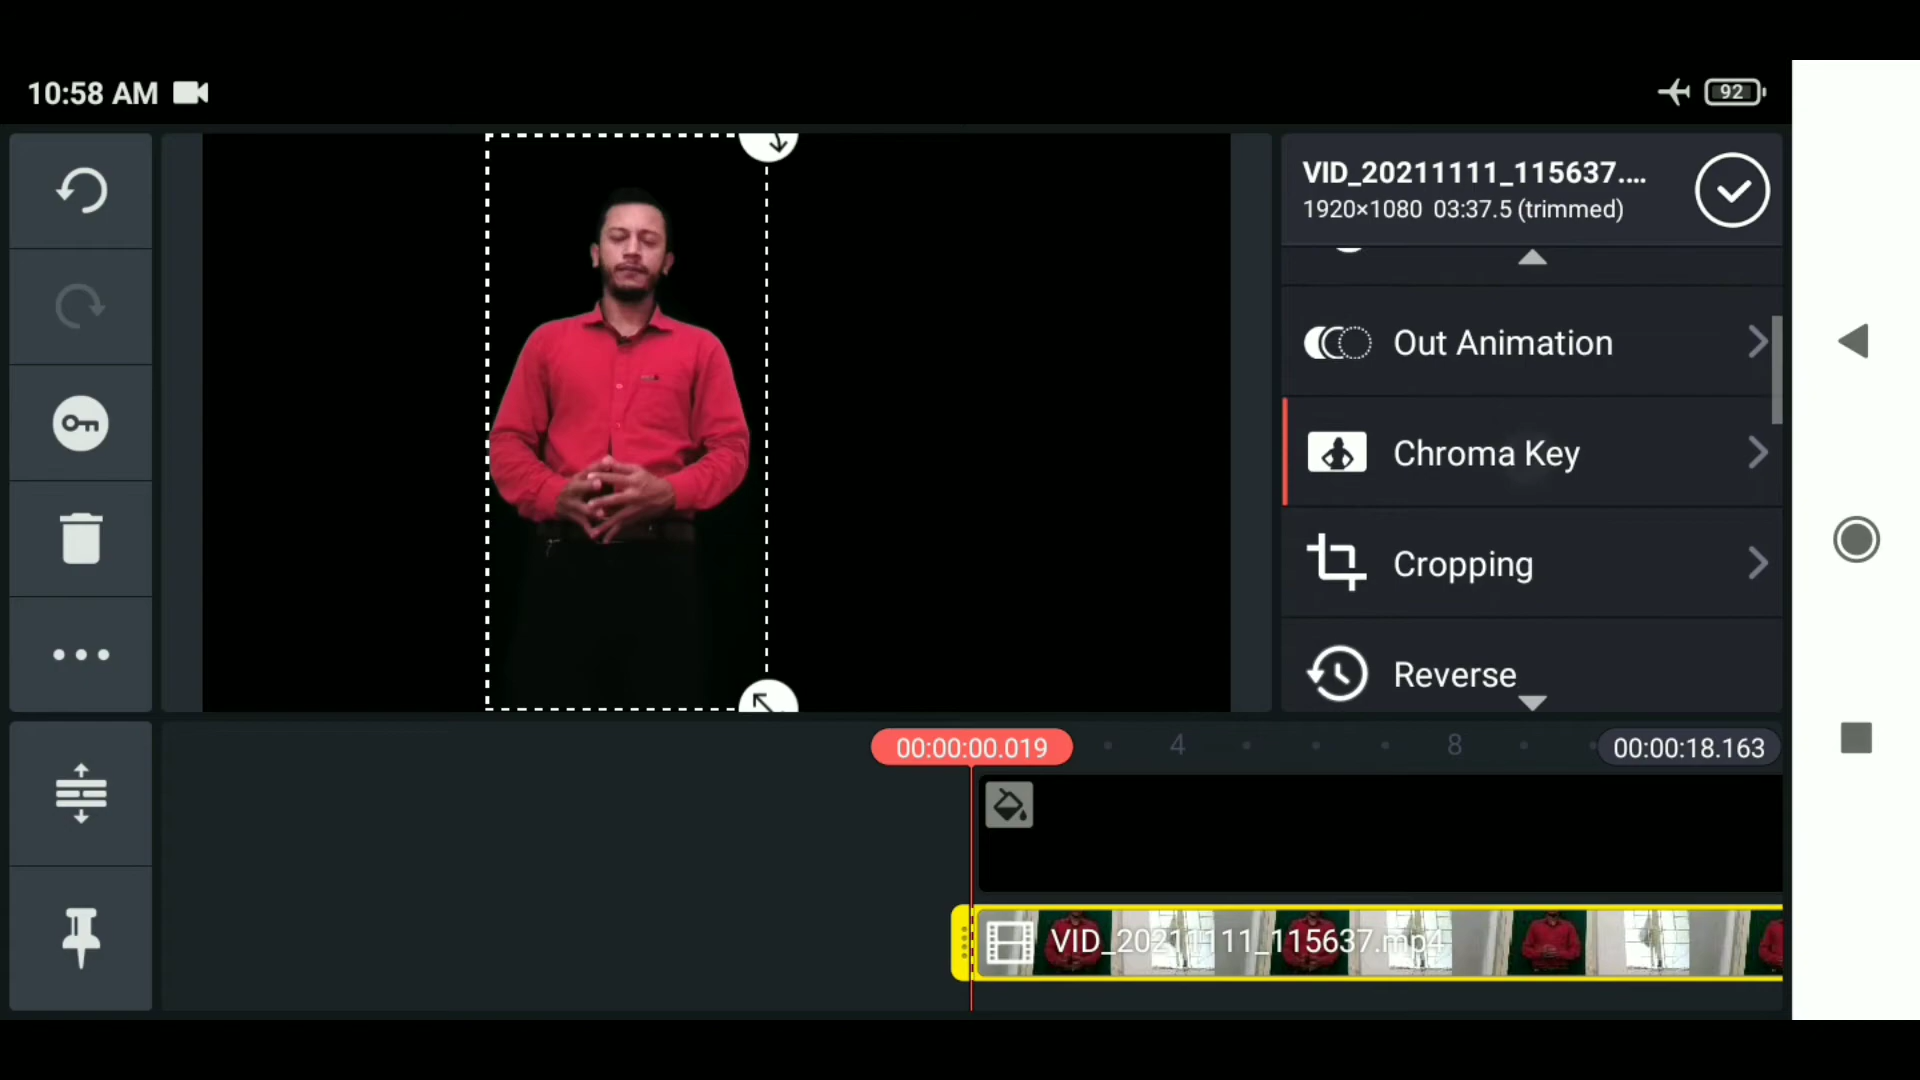 10:58 AM
92
VID_20211111_115637....
1920×1080 03:37.5 (trimmed)
Out Animation
Chroma Key
Cropping
Reverse
00:00:00.019
4
8
00:00:18.163
VID_20211111_115637.mp4